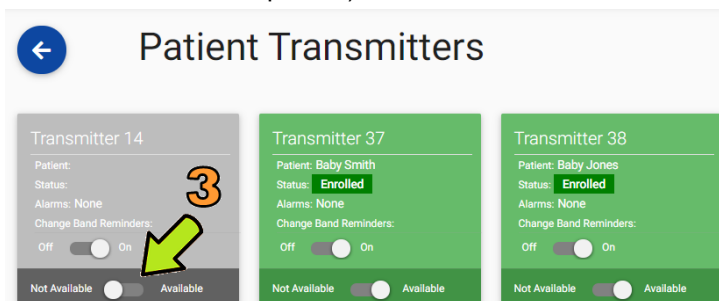 Patient Transmitters
Transmitter 14
Patient:
Status:
Alarms: None
Change Band Reminders:
Off On
Not Available Available
3
Transmitter 37
Patient: Baby Smith
Status: Enrolled
Alarms: None
Change Band Reminders:
Off On
Not Available Available
Transmitter 38
Patient: Baby Jones
Status: Enrolled
Alarms: None
Change Band Reminders:
Off On
Not Available Available